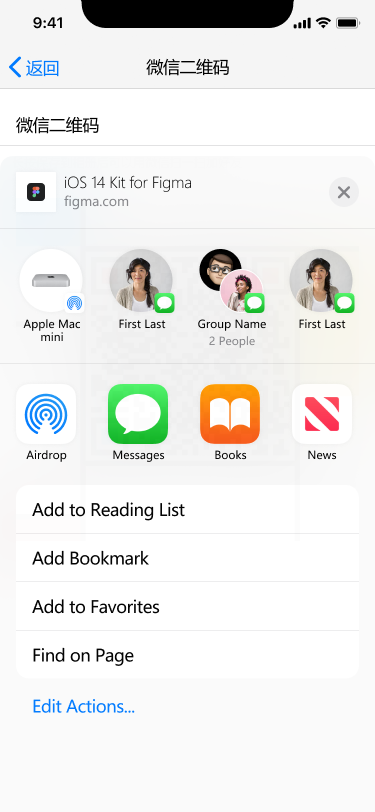 9:41
返回
微信二维码
微信二维码
iOS 14 Kit for Figma
figma.com
Apple Mac mini
First Last
Group Name
2 People
First Last
Airdrop
Messages
Books
News
Add to Reading List
Add Bookmark
Add to Favorites
Find on Page
Edit Actions...